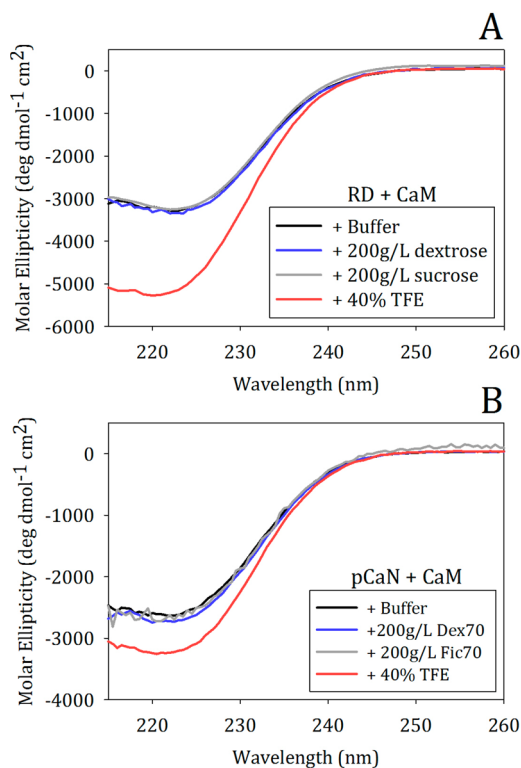 A
Molar Ellipticity (deg dmol-1 cm2)
0
-1000
-2000
-3000
-4000
-5000
-6000
RD + CaM
+ Buffer
+ 200g/L dextrose
+ 200g/L sucrose
+ 40% TFE
220 230 240 250 260
Wavelength (nm)
B
Molar Ellipticity (deg dmol-1 cm2)
0
-1000
-2000
-3000
-4000
pCaN + CaM
+ Buffer
+200g/L Dex70
+ 200g/L Fic70
+ 40% TFE
220 230 240 250 260
Wavelength (nm)